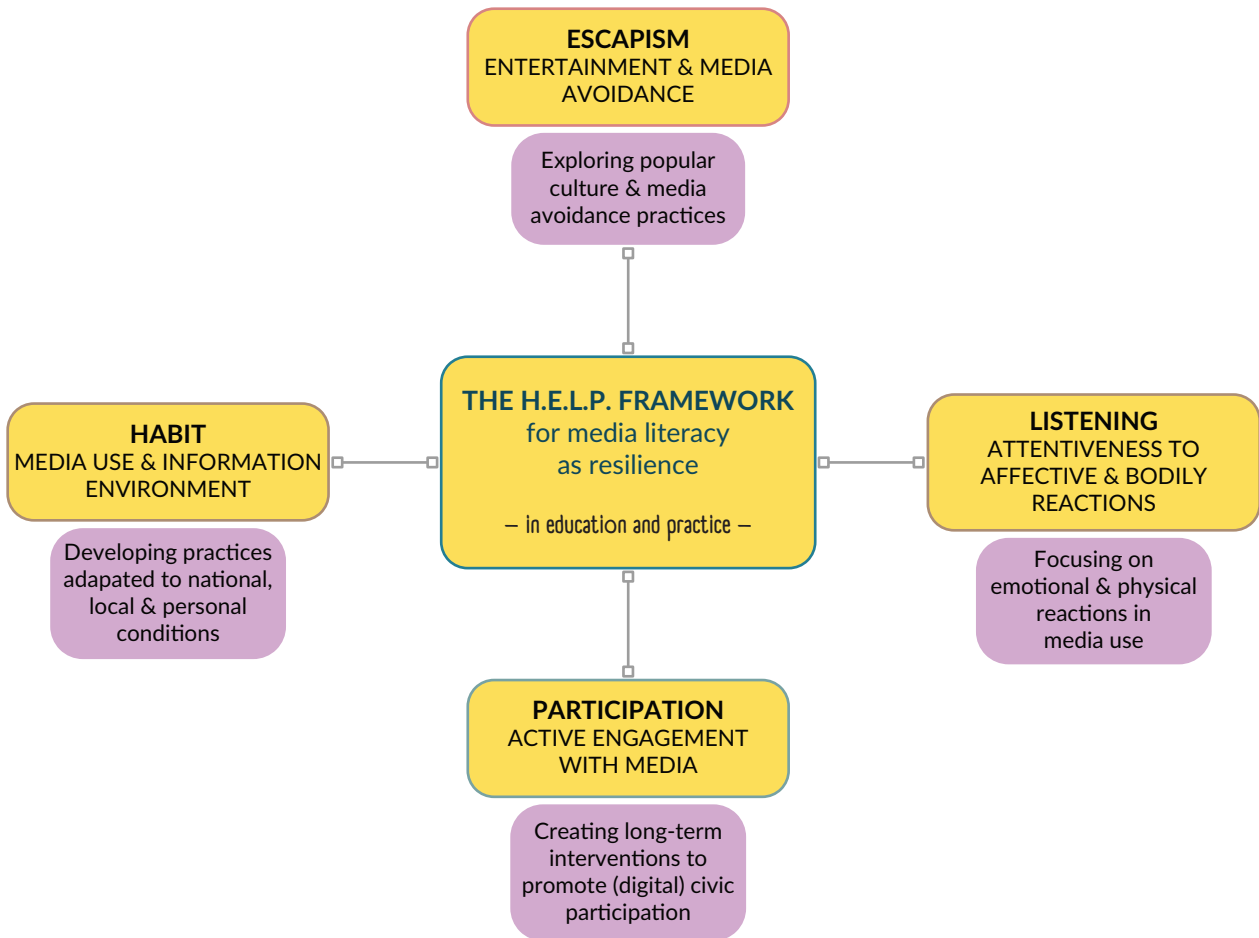 ESCAPISM
ENTERTAINMENT & MEDIA
AVOIDANCE
Exploring popular
culture & media
avoidance practices
THE H.E.L.P. FRAMEWORK
for media literacy
as resilience
– in education and practice –
HABIT
MEDIA USE & INFORMATION
ENVIRONMENT
Developing practices
adapated to national,
local & personal
conditions
LISTENING
ATTENTIVENESS TO
AFFECTIVE & BODILY
REACTIONS
Focusing on
emotional & physical
reactions in
media use
PARTICIPATION
ACTIVE ENGAGEMENT
WITH MEDIA
Creating long-term
interventions to
promote (digital) civic
participation